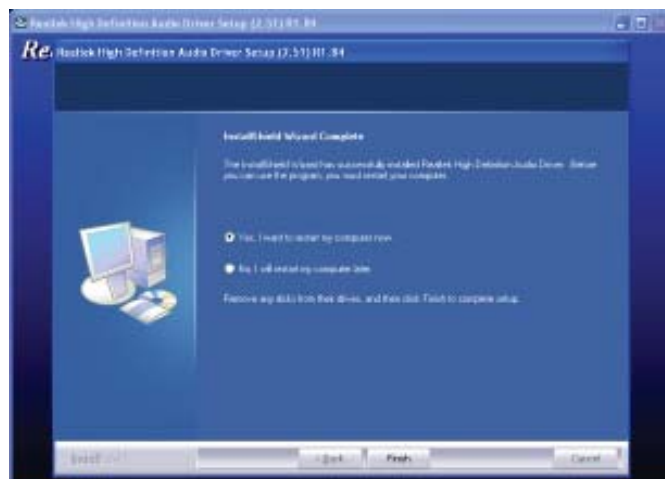 Realtek High Definition Audio Driver Setup (2.51) R1.84
Re
Realtek High Definition Audio Driver Setup (2.51) R1.84
InstallShield Wizard Complete
The InstallShield Wizard has successfully installed Realtek High Definition Audio Driver. Before
you can use the program, you must restart your computer.
Yes, I want to restart my computer now.
No, I will restart my computer later.
Remove any disks from their drives, and then click Finish to complete setup.
< Back
Finish
Cancel